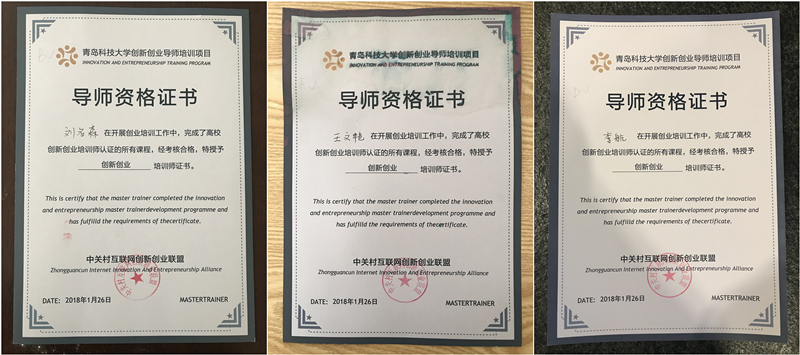 青岛科技大学创新创业导师培训项目
INNOVATION AND ENTREPRENEURSHIP TRAINING PROGRAM
导师资格证书
在开展创业培训工作中，完成了高校
创新创业培训师认证的所有课程，经考核合格，特授予
创新创业 培训师证书。
This is certify that the master trainer completed the innovation
and entrepreneurship master trainerdevelopment programme and
has fulfilld the requirements of thecertificate.
中关村互联网创新创业联盟
Zhongguancun Internet Innovation And Entrepreneurship Alliance
DATE: 2018年1月26日 MASTERTRAINER
青岛科技大学创新创业导师培训项目
INNOVATION AND ENTREPRENEURSHIP TRAINING PROGRAM
导师资格证书
王文艳 在开展创业培训工作中，完成了高校
创新创业培训师认证的所有课程，经考核合格，特授予
创新创业 培训师证书。
This is certify that the master trainer completed the innovation
and entrepreneurship master trainerdevelopment programme and
has fulfilld the requirements of thecertificate.
中关村互联网创新创业联盟
Zhongguancun Internet Innovation And Entrepreneurship Alliance
DATE: 2018年1月26日 MASTERTRAINER
青岛科技大学创新创业导师培训项目
INNOVATION AND ENTREPRENEURSHIP TRAINING PROGRAM
导师资格证书
李航 在开展创业培训工作中，完成了高校
创新创业培训师认证的所有课程，经考核合格，特授予
创新创业 培训师证书。
This is certify that the master trainer completed the innovation
and entrepreneurship master trainerdevelopment programme and
has fulfilld the requirements of thecertificate.
中关村互联网创新创业联盟
Zhongguancun Internet Innovation And Entrepreneurship Alliance
DATE: 2018年1月26日 MASTERTRAINER